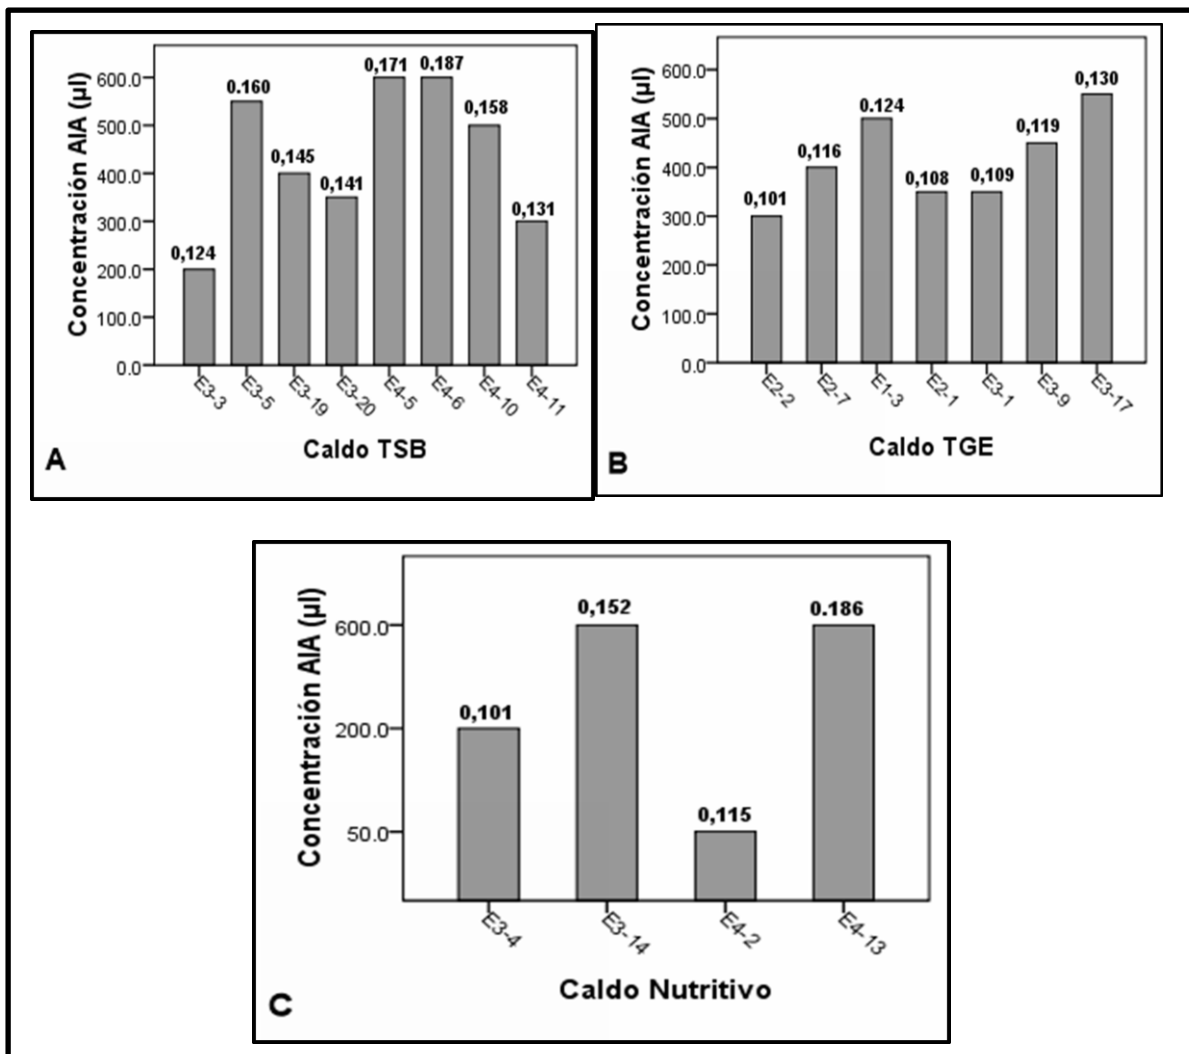 Concentración AIA (µl)
600.0
500.0
400.0
300.0
200.0
100.0
0.0
0,124
0.160
0,145
0,141
0,171
0,187
0,158
0,131
E3-3
E3-5
E3-19
E3-20
E4-5
E4-6
E4-10
E4-11
Caldo TSB
A
Concentración AIA (µl)
600.0
500.0
400.0
300.0
200.0
100.0
0.0
0,101
0,116
0.124
0,108
0,109
0,119
0,130
E2-2
E2-7
E1-3
E2-1
E3-1
E3-9
E3-17
Caldo TGE
B
Concentración AIA (µl)
600.0
200.0
50.0
0,101
0,152
0,115
0.186
E3-4
E3-14
E4-2
E4-13
Caldo Nutritivo
C